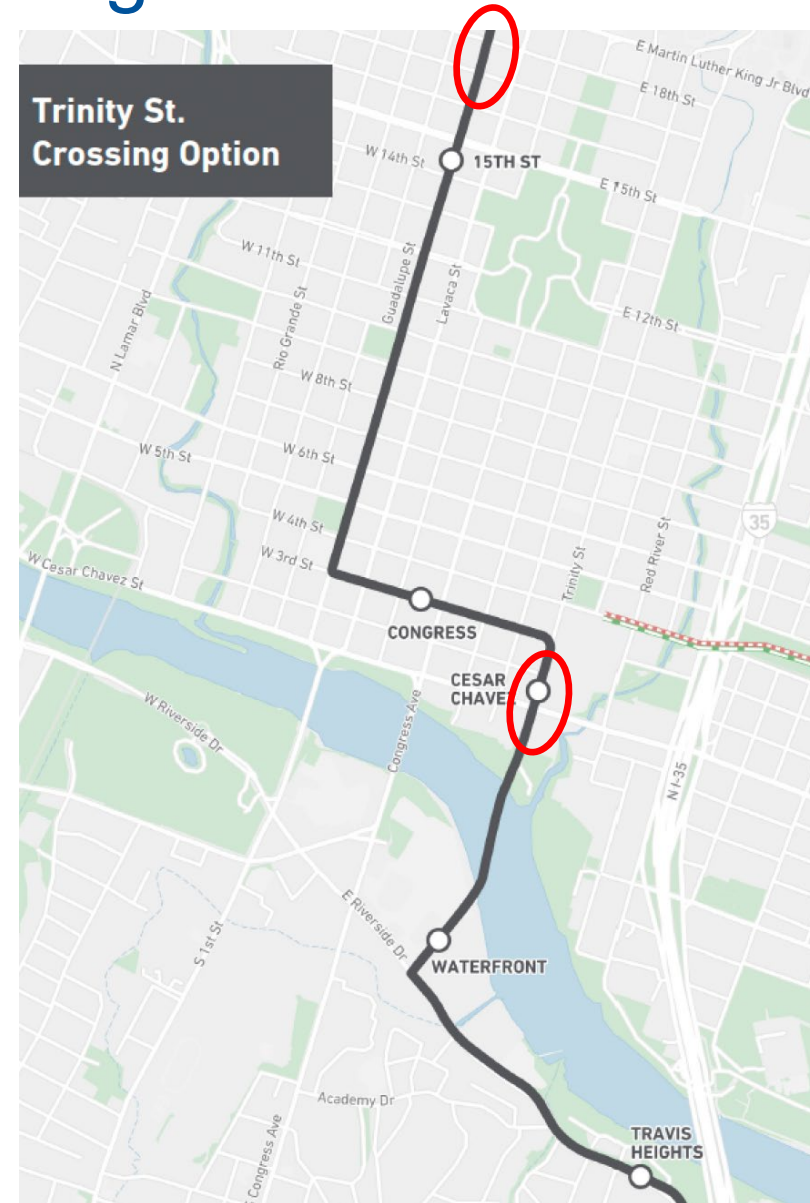 Trinity St.
Crossing Option
E Martin Luther King Jr Blvd
E 18th St
W 14th St
15TH ST
E 15th St
W 11th St
Guadalupe St
Lavaca St
N Lamar Blvd
Rio Grande St
E 12th St
W 8th St
W 5th St
W 6th St
W 4th St
35
W 3rd St
Trinity St
Red River St
W Cesar Chavez St
CONGRESS
CESAR
CHAVEZ
W Riverside Dr
Congress Ave
N I-35
E Riverside Dr
S 1st St
WATERFRONT
Academy Dr
TRAVIS
HEIGHTS
Congress Ave